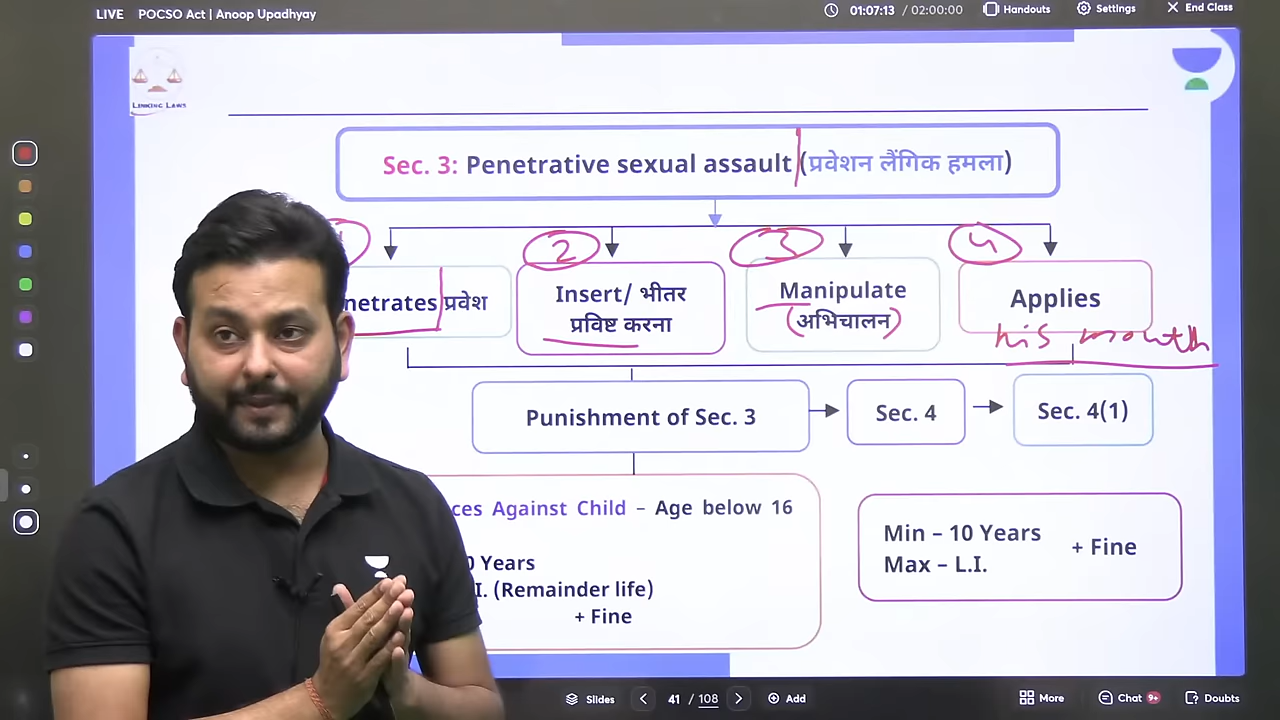 LIVE POCSO Act | Anoop Upadhyay 01:07:13 / 02:00:00 Handouts Settings End Class
LINKING LAWS
Sec. 3: Penetrative sexual assault (प्रवेशन लैंगिक हमला)
2 3 4
netrates प्रवेश
Insert/ भीतर
प्रविष्ट करना
Manipulate
(अभिचालन)
Applies
his mouth
Punishment of Sec. 3
Sec. 4
Sec. 4(1)
ces Against Child – Age below 16
0 Years
I. (Remainder life)
+ Fine
Min – 10 Years
Max – L.I.
+ Fine
Slides 41 / 108 Add More Chat 9+ Doubts